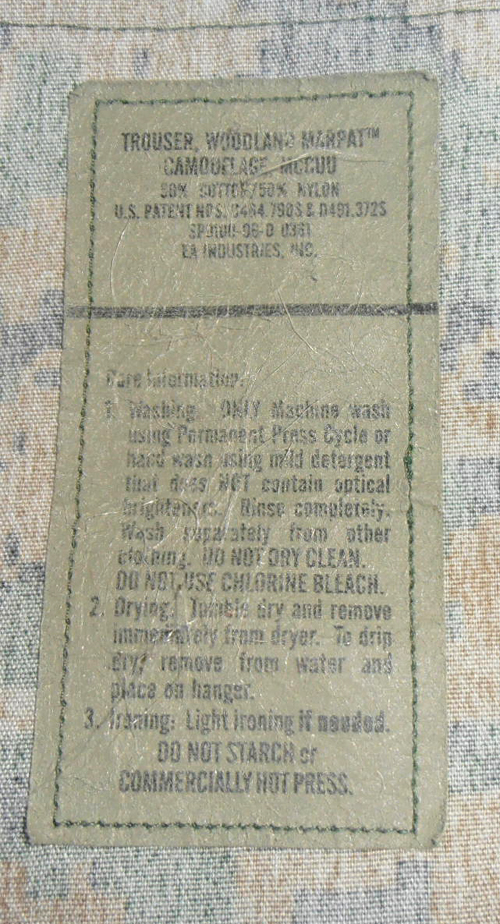 TROUSER, WOODLAND MARPAT™
CAMOUFLAGE, MCCUU
50% COTTON/50% NYLON
U.S. PATENT NOS. D484,790S & D491,372S
EA INDUSTRIES, INC.
Care Information:
1. Washing: ONLY Machine wash
using Permanent Press Cycle or
hand wash using mild detergent
that does NOT contain optical
brighteners. Rinse completely.
Wash separately from other
clothing. DO NOT DRY CLEAN.
DO NOT USE CHLORINE BLEACH.
2. Drying: Tumble dry and remove
immediately from dryer. To drip
dry, remove from water and
place on hanger.
3. Ironing: Light ironing if needed.
DO NOT STARCH or
COMMERCIALLY HOT PRESS.